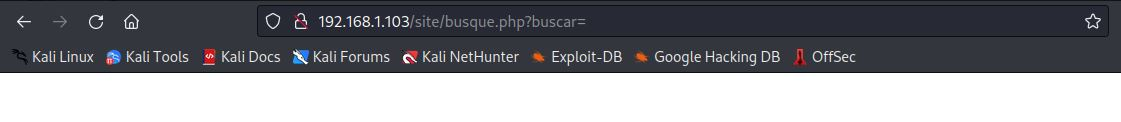 192.168.1.103/site/busque.php?buscar=
Kali Linux Kali Tools Kali Docs Kali Forums Kali NetHunter Exploit-DB Google Hacking DB OffSec